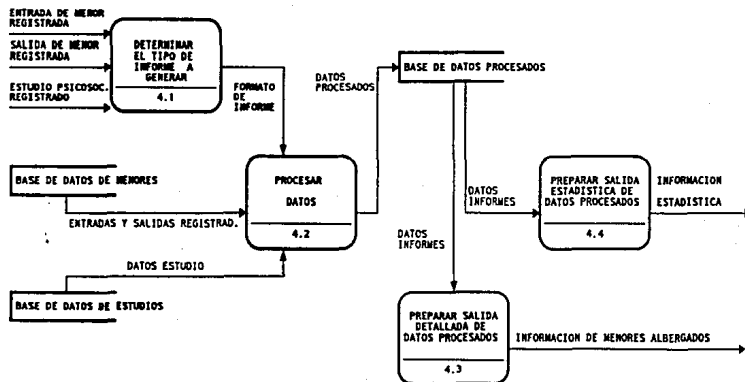 ENTRADA DE MENOR
REGISTRADA
SALIDA DE MENOR
REGISTRADA
ESTUDIO PSICOSOC.
REGISTRADO
DETERMINAR
EL TIPO DE
INFORME A
GENERAR
4.1
FORMATO
DE
INFORME
DATOS
PROCESADOS
BASE DE DATOS PROCESADOS
BASE DE DATOS DE MENORES
ENTRADAS Y SALIDAS REGISTRAD.
PROCESAR
DATOS
4.2
DATOS ESTUDIO
BASE DE DATOS DE ESTUDIOS
DATOS
INFORMES
PREPARAR SALIDA
ESTADISTICA DE
DATOS PROCESADOS
4.4
INFORMACION
ESTADISTICA
DATOS
INFORMES
PREPARAR SALIDA
DETALLADA DE
DATOS PROCESADOS
4.3
INFORMACION DE MENORES ALBERGADOS